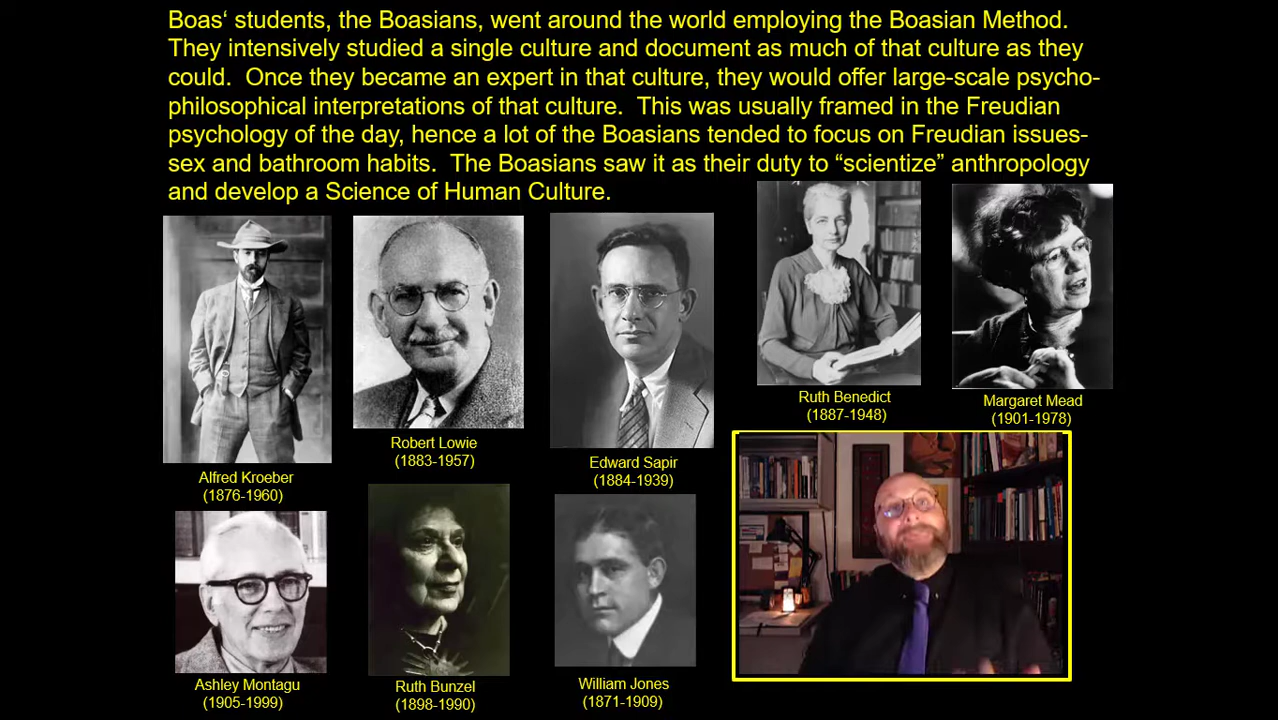 Boas‘ students, the Boasians, went around the world employing the Boasian Method.
They intensively studied a single culture and document as much of that culture as they
could.  Once they became an expert in that culture, they would offer large-scale psycho-
philosophical interpretations of that culture.  This was usually framed in the Freudian
psychology of the day, hence a lot of the Boasians tended to focus on Freudian issues-
sex and bathroom habits.  The Boasians saw it as their duty to “scientize” anthropology
and develop a Science of Human Culture.
Ruth Benedict
(1887-1948)
Margaret Mead
(1901-1978)
Robert Lowie
(1883-1957)
Edward Sapir
(1884-1939)
Alfred Kroeber
(1876-1960)
Ashley Montagu
(1905-1999)
Ruth Bunzel
(1898-1990)
William Jones
(1871-1909)